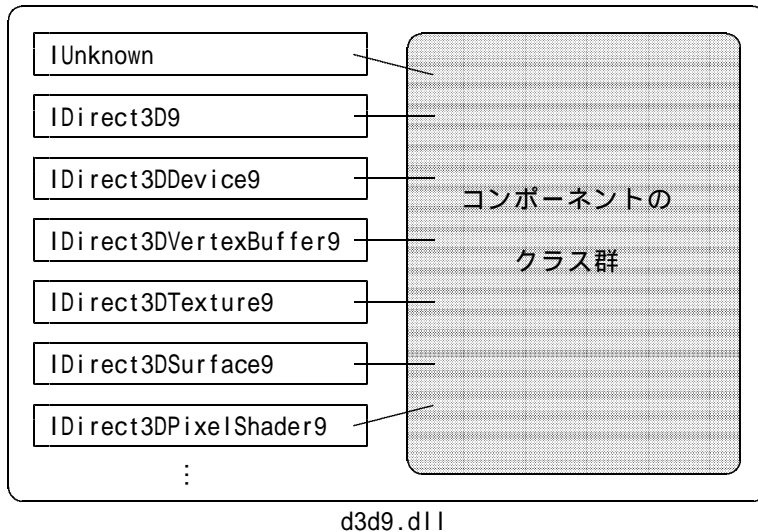 IUnknown
IDirect3D9
IDirect3DDevice9
IDirect3DVertexBuffer9
IDirect3DTexture9
IDirect3DSurface9
IDirect3DPixelShader9
⋮
コンポーネントの
クラス群
d3d9.dll